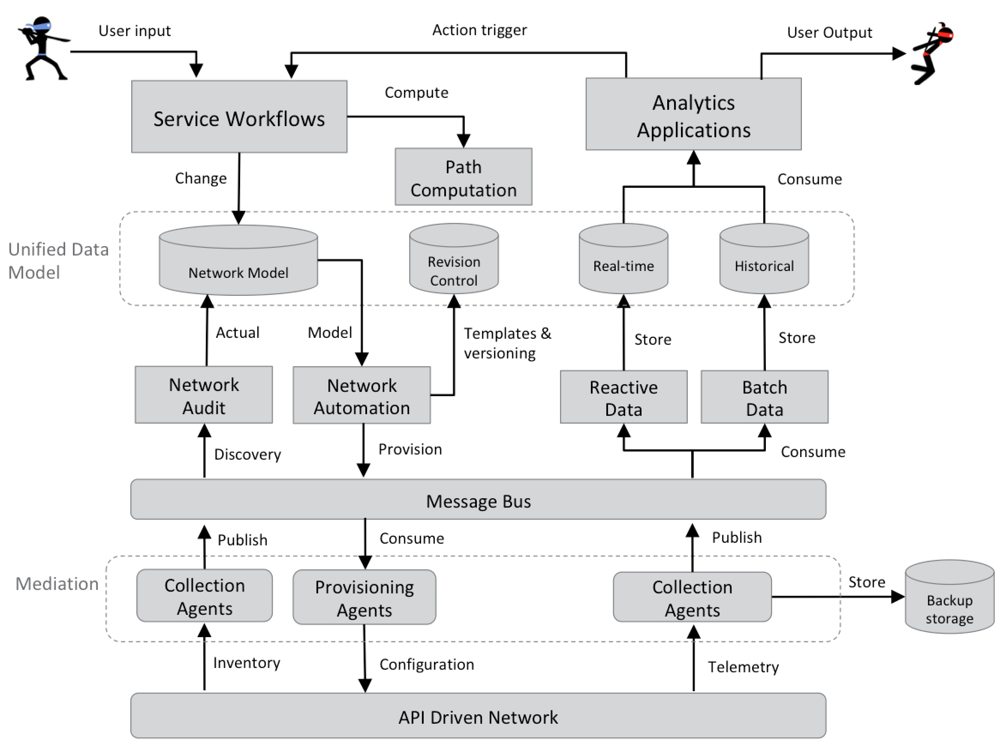 User input
Action trigger
User Output
Service Workflows
Compute
Analytics
Applications
Path
Computation
Change
Consume
Unified Data
Model
Network Model
Revision
Control
Real-time
Historical
Actual
Model
Templates &
versioning
Store
Store
Network
Audit
Network
Automation
Reactive
Data
Batch
Data
Discovery
Provision
Consume
Message Bus
Publish
Consume
Publish
Mediation
Collection
Agents
Provisioning
Agents
Collection
Agents
Store
Backup
storage
Inventory
Configuration
Telemetry
API Driven Network